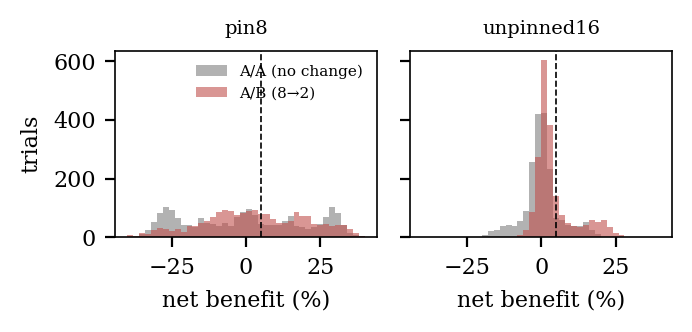 pin8
unpinned16
A/A (no change)
A/B (8→2)
trials
600
400
200
0
−25
0
25
−25
0
25
net benefit (%)
net benefit (%)